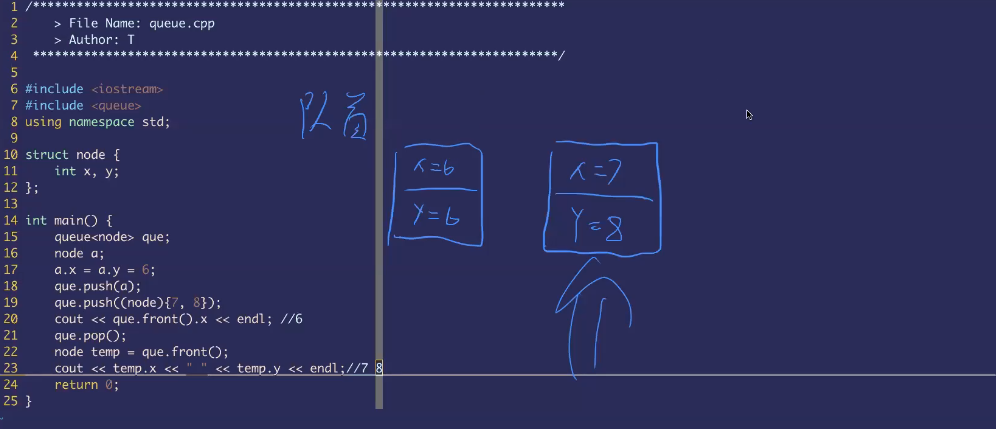 1 /**************************************************************************
2     > File Name: queue.cpp
3     > Author: T
4  *************************************************************************/
5
6 #include <iostream>
7 #include <queue>
8 using namespace std;
9
10 struct node {
11     int x, y;
12 };
13
14 int main() {
15     queue<node> que;
16     node a;
17     a.x = a.y = 6;
18     que.push(a);
19     que.push((node){7, 8});
20     cout << que.front().x << endl; //6
21     que.pop();
22     node temp = que.front();
23     cout << temp.x << " " << temp.y << endl;//7 8
24     return 0;
25 }
队首
x=6
y=6
x=7
Y=8